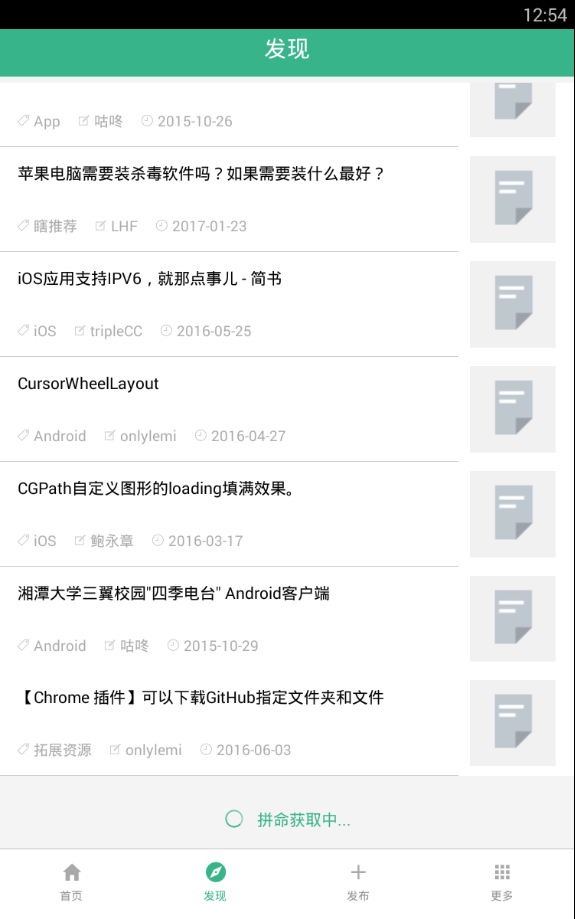 12:54
发现
App 咕咚 2015-10-26
苹果电脑需要装杀毒软件吗？如果需要装什么最好？
瞎推荐 LHF 2017-01-23
iOS应用支持IPV6，就那点事儿 - 简书
iOS tripleCC 2016-05-25
CursorWheelLayout
Android onlylemi 2016-04-27
CGPath自定义图形的loading填满效果。
iOS 鲍永章 2016-03-17
湘潭大学三翼校园"四季电台" Android客户端
Android 咕咚 2015-10-29
【Chrome 插件】可以下载GitHub指定文件夹和文件
拓展资源 onlylemi 2016-06-03
拼命获取中...
首页 发现 发布 更多